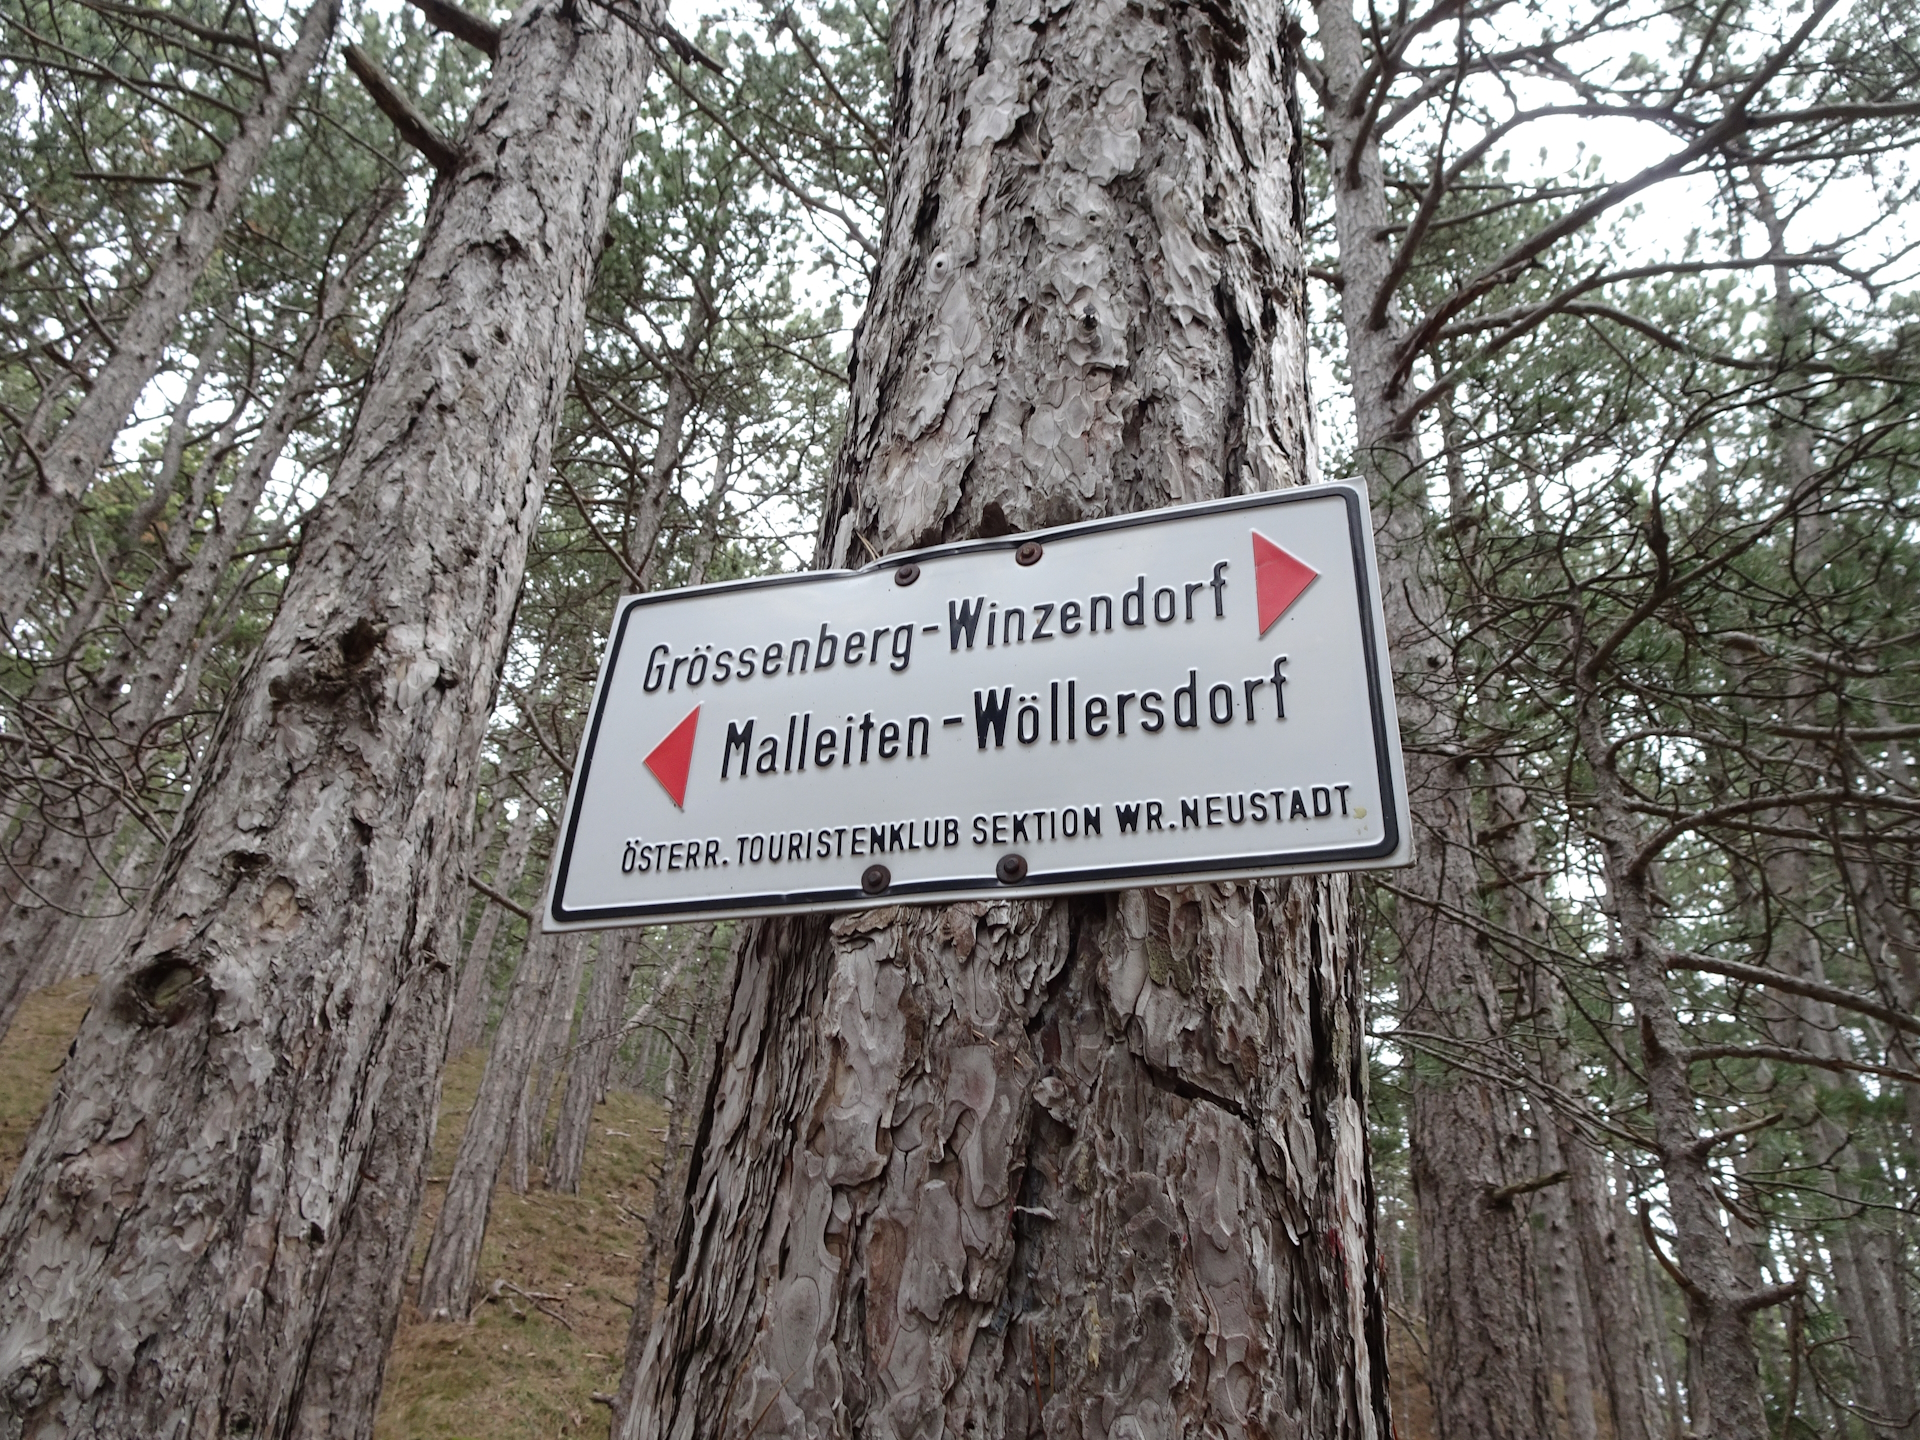 Grössenberg-Winzendorf
Malleiten-Wöllersdorf
ÖSTERR. TOURISTENKLUB SEKTION WR.NEUSTADT